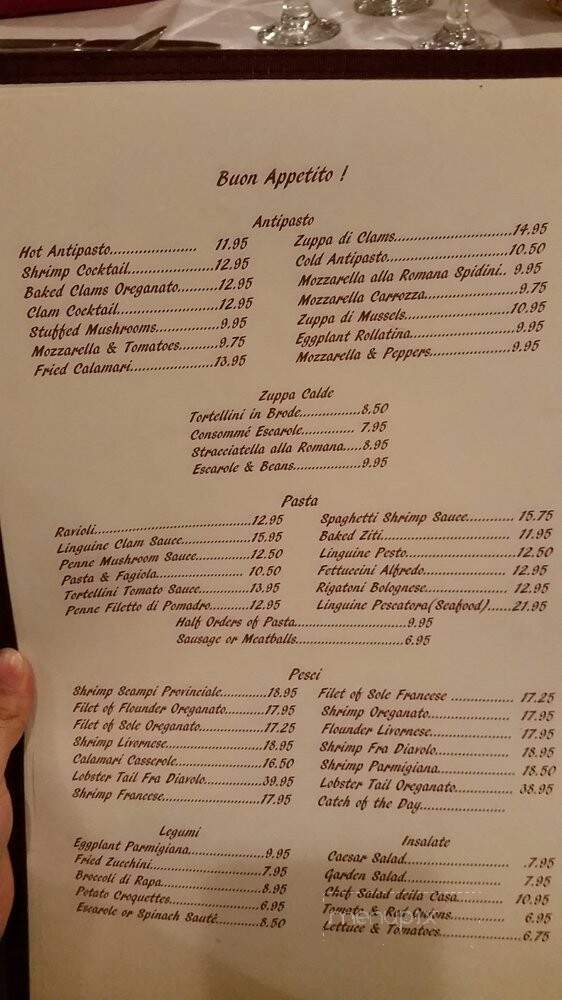 Buon Appetito !
Antipasto
Hot Antipasto...................... 11.95
Shrimp Cocktail......................12.95
Baked Clams Oreganato..........12.95
Clam Cocktail.........................12.95
Stuffed Mushrooms...............9.95
Mozzarella & Tomatoes.........9.75
Fried Calamari.....................13.95
Zuppa di Clams.............................14.95
Cold Antipasto.............................10.50
Mozzarella alla Romana Spidini.. 9.95
Mozzarella Carrozza......................9.75
Zuppa di Mussels.........................10.95
Eggplant Rollatina.........................9.95
Mozzarella & Peppers....................9.95
Zuppa Calde
Tortellini in Brode...............8.50
Consommé Escarole............. 7.95
Stracciatella alla Romana.....8.95
Escarole & Beans.................9.95
Pasta
Ravioli.........................................12.95
Linguine Clam Sauce..................15.95
Penne Mushroom Sauce..............12.50
Pasta & Fagiola....................... 10.50
Tortellini Tomato Sauce.............13.95
Penne Filetto di Pomadro..........12.95
Spaghetti Shrimp Sauce............ 15.75
Baked Ziti................................. 11.95
Linguine Pesto............................12.50
Fettuccini Alfredo..................... 12.95
Rigatoni Bolognese..................... 12.95
Linguine Pescatora(Seafood)......21.95
Half Orders of Pasta.............................9.95
Sausage or Meatballs............................6.95
Pesci
Shrimp Scampi Provinciale............18.95
Filet of Flounder Oreganato..........17.95
Filet of Sole Oreganato................17.25
Shrimp Livornese.........................18.95
Calamari Casserole......................16.50
Lobster Tail Fra Diavolo..............39.95
Shrimp Francese.........................17.95
Filet of Sole Francese ................ 17.25
Shrimp Oreganato..................... 17.95
Flounder Livornese..................... 17.95
Shrimp Fra Diavolo..................... 18.95
Shrimp Parmigiana..................... 18.50
Lobster Tail Oreganato............... 38.95
Catch of the Day......................
Legumi
Eggplant Parmigiana....................9.95
Fried Zucchini.............................7.95
Broccoli di Rapa..........................8.95
Potato Croquettes.......................6.95
Escarole or Spinach Sauté............8.50
Insalate
Caesar Salad........................... .7.95
Garden Salad........................... 7.95
Chef Salad deila Casa............ 10.95
Tomato & Red Onions................ 6.95
Lettuce & Tomatoes.....................6.75
menupix